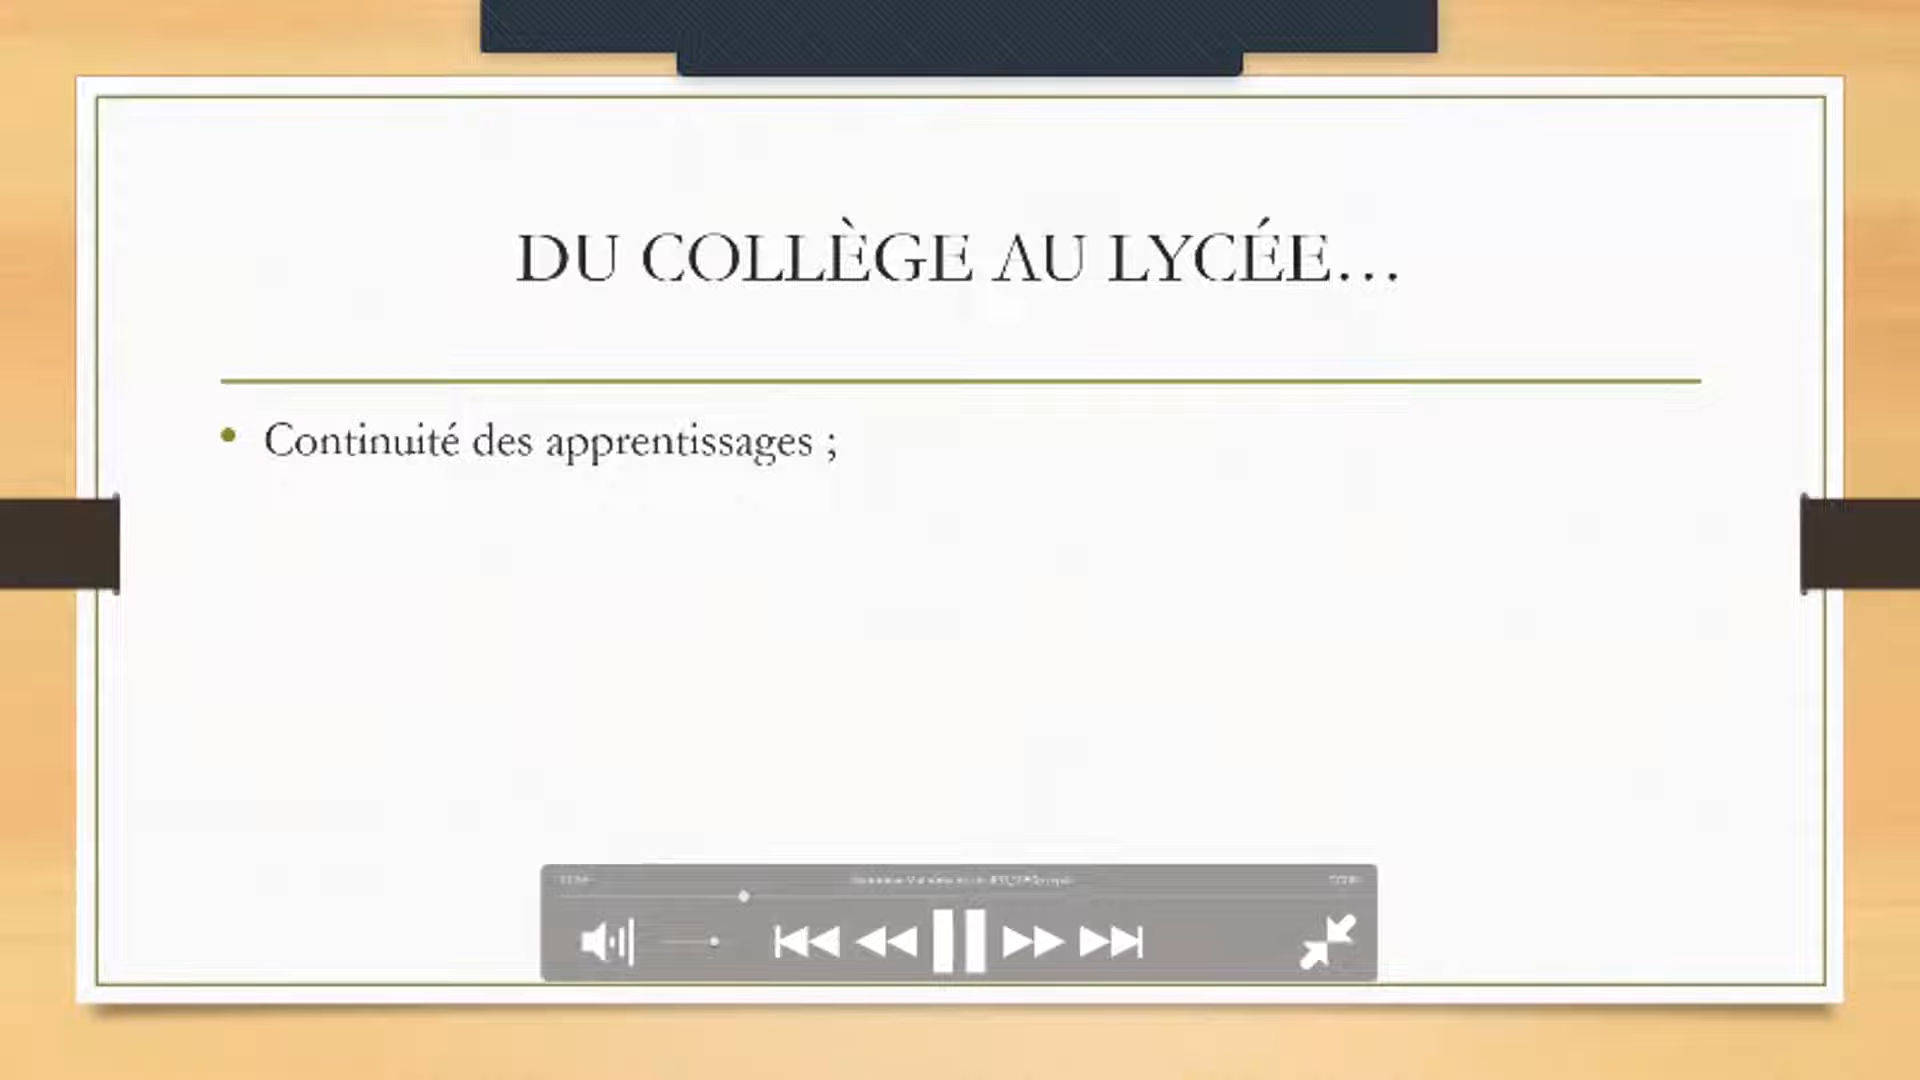 DU COLLÈGE AU LYCÉE…
• Continuité des apprentissages ;